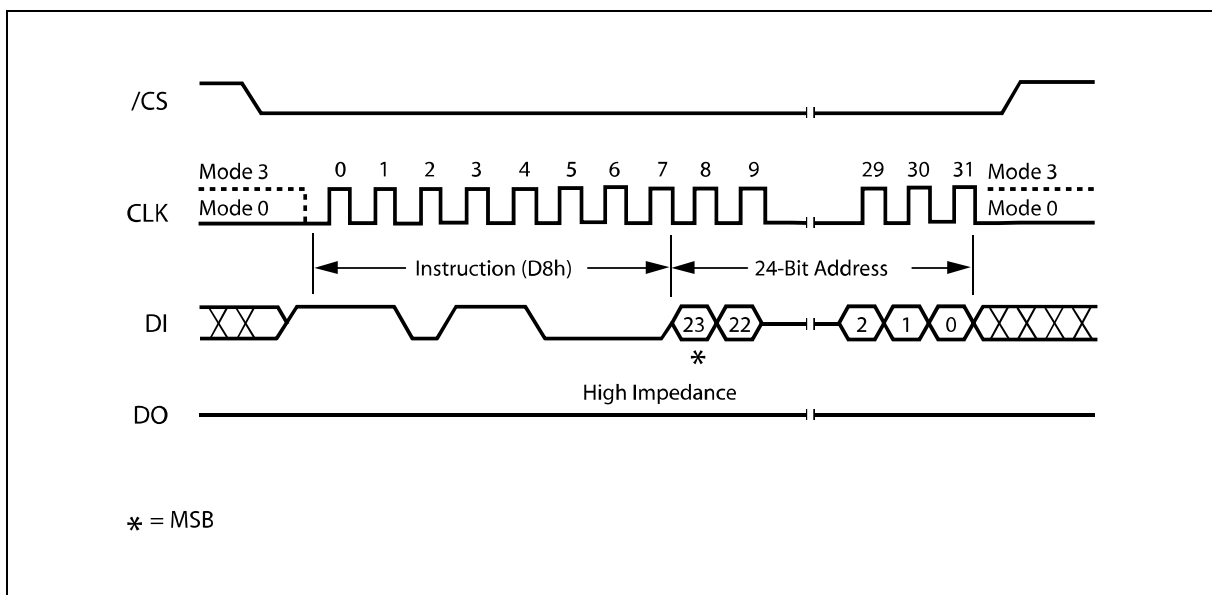 /CS
Mode 3
0 1 2 3 4 5 6 7 8 9 29 30 31
Mode 3
CLK
Mode 0
Mode 0
Instruction (D8h)
24-Bit Address
DI
23 22 2 1 0
*
High Impedance
DO
* = MSB